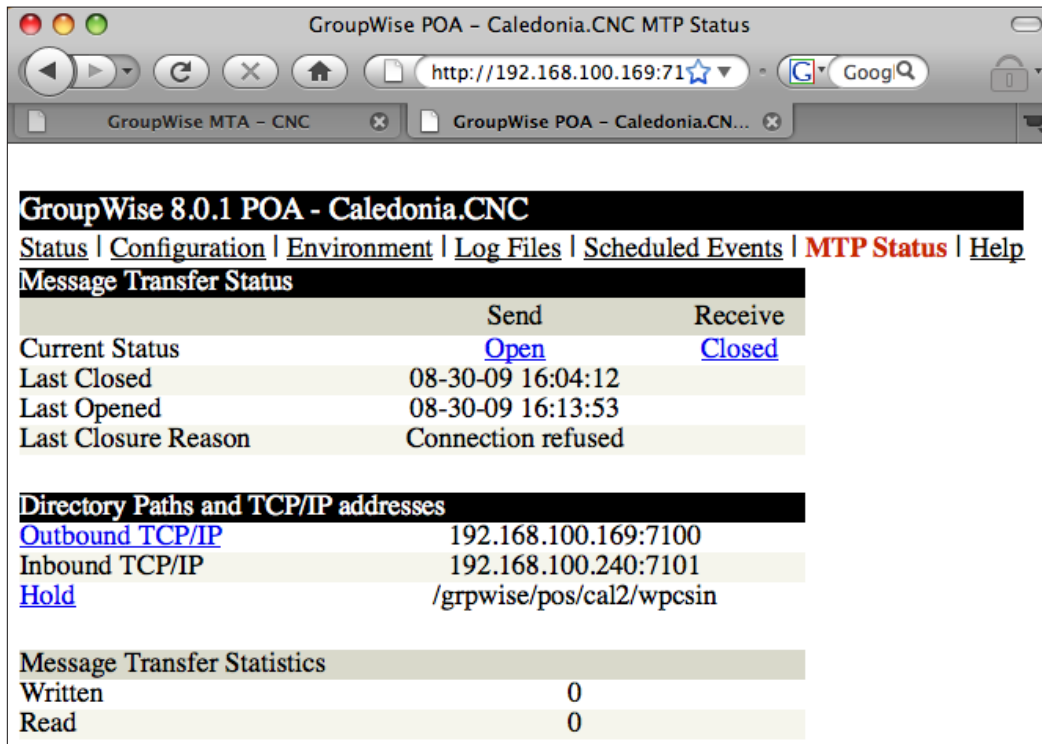 GroupWise POA – Caledonia.CNC MTP Status
http://192.168.100.169:71
G Googl
GroupWise MTA – CNC
GroupWise POA – Caledonia.CN...
GroupWise 8.0.1 POA - Caledonia.CNC
Status | Configuration | Environment | Log Files | Scheduled Events | MTP Status | Help
Message Transfer Status
Send Receive
Current Status Open Closed
Last Closed 08-30-09 16:04:12
Last Opened 08-30-09 16:13:53
Last Closure Reason Connection refused
Directory Paths and TCP/IP addresses
Outbound TCP/IP 192.168.100.169:7100
Inbound TCP/IP 192.168.100.240:7101
Hold /grpwise/pos/cal2/wpcsin
Message Transfer Statistics
Written 0
Read 0